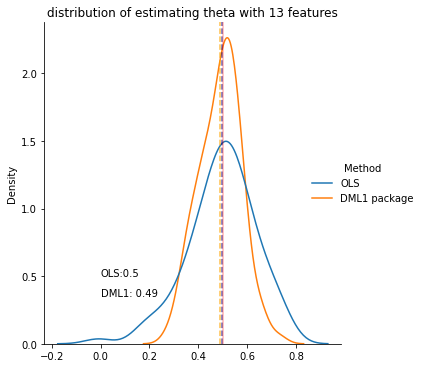 distribution of estimating theta with 13 features
Density
2.0
1.5
1.0
0.5
0.0
OLS:0.5
DML1: 0.49
Method
OLS
DML1 package
−0.2
0.0
0.2
0.4
0.6
0.8